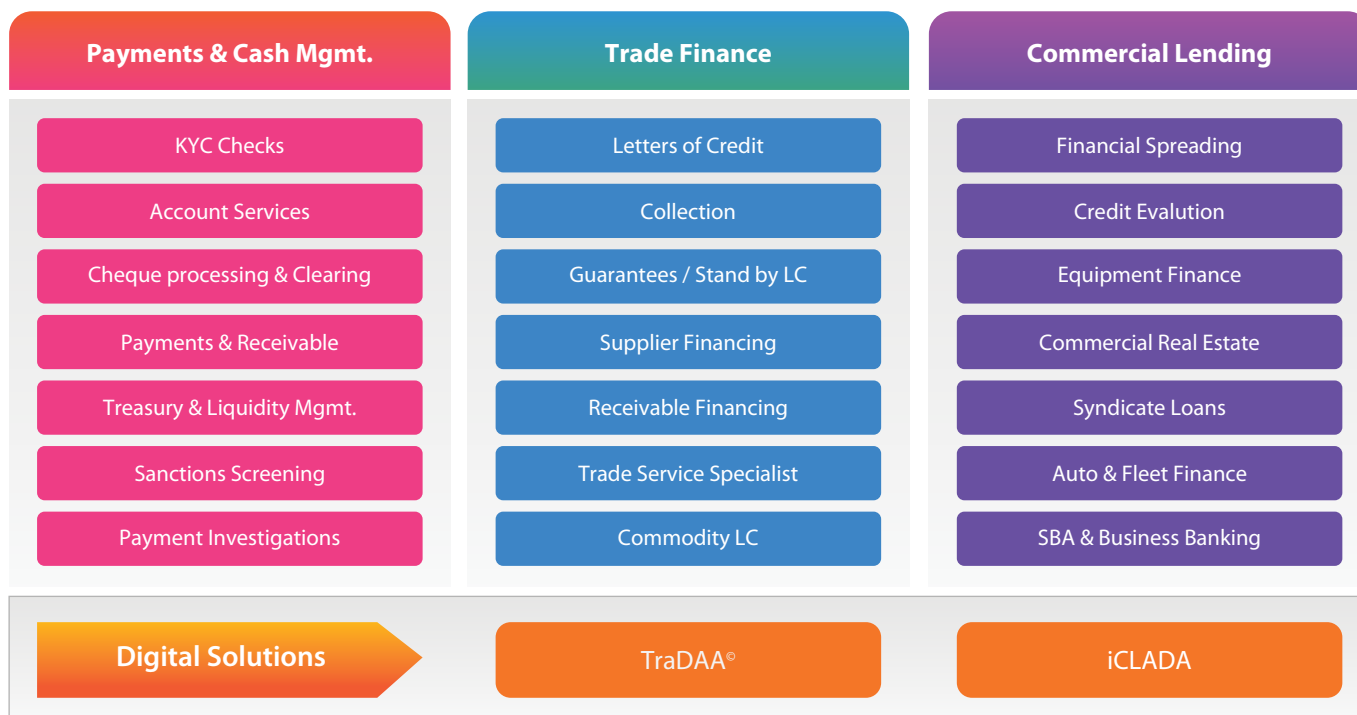 Payments & Cash Mgmt.
KYC Checks
Account Services
Cheque processing & Clearing
Payments & Receivable
Treasury & Liquidity Mgmt.
Sanctions Screening
Payment Investigations
Trade Finance
Letters of Credit
Collection
Guarantees / Stand by LC
Supplier Financing
Receivable Financing
Trade Service Specialist
Commodity LC
Commercial Lending
Financial Spreading
Credit Evalution
Equipment Finance
Commercial Real Estate
Syndicate Loans
Auto & Fleet Finance
SBA & Business Banking
Digital Solutions
TraDAA©
iCLADA